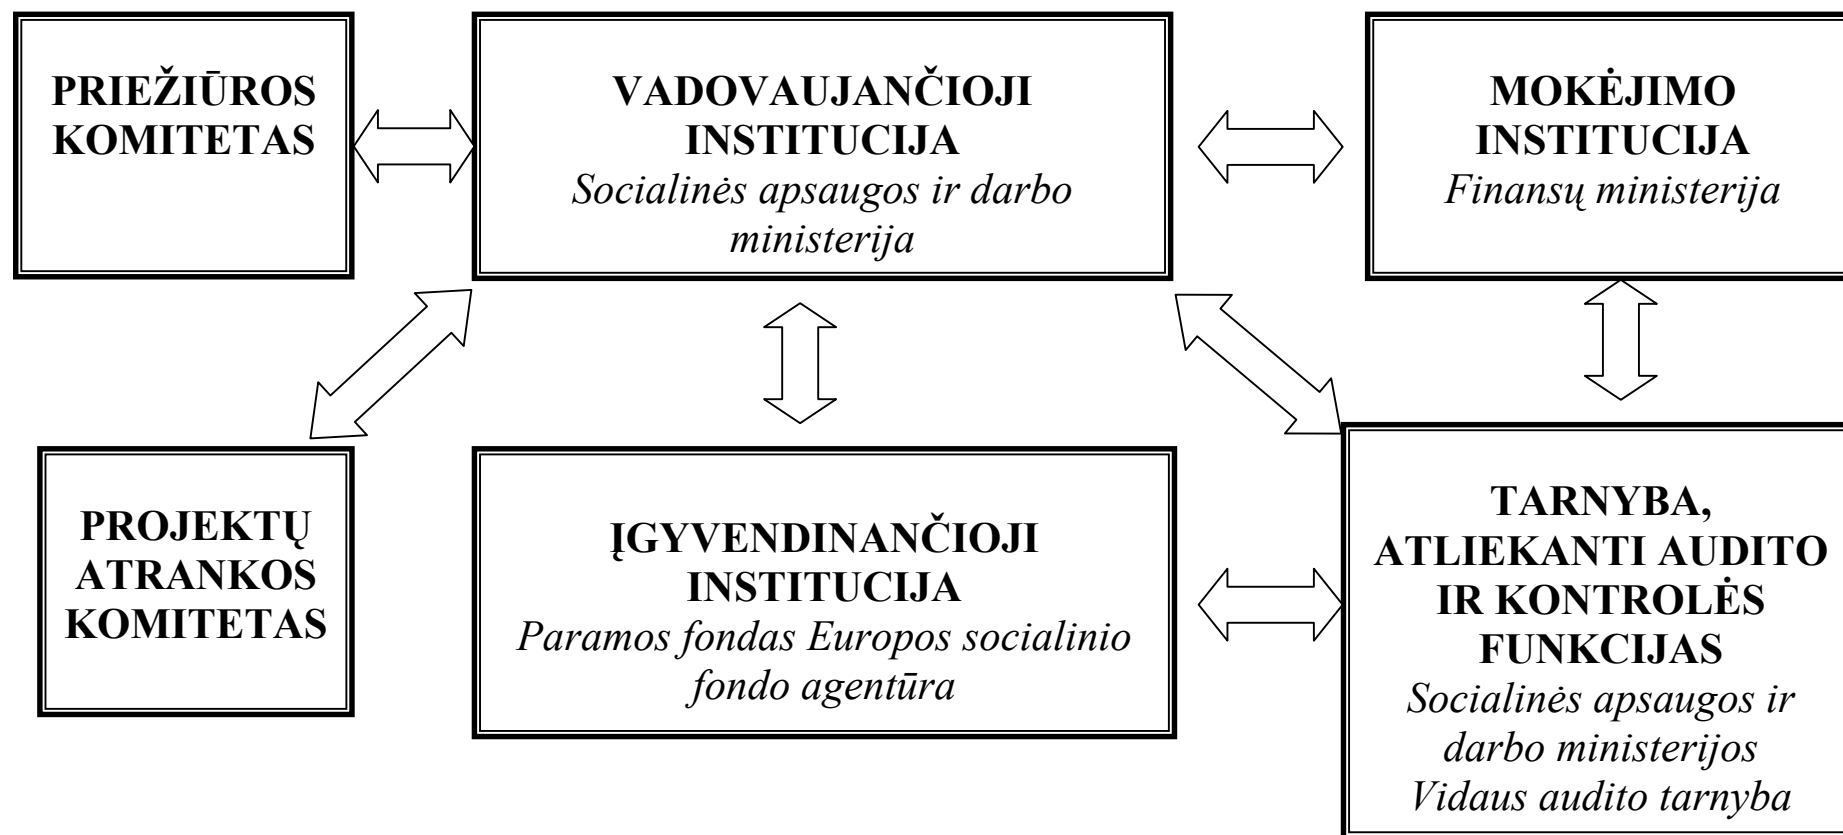 PRIEŽIŪROS
KOMITETAS
VADOVAUJANČIOJI
INSTITUCIJA
Socialinės apsaugos ir darbo
ministerija
MOKĖJIMO
INSTITUCIJA
Finansų ministerija
PROJEKTŲ
ATRANKOS
KOMITETAS
ĮGYVENDINANČIOJI
INSTITUCIJA
Paramos fondas Europos socialinio
fondo agentūra
TARNYBA,
ATLIEKANTI AUDITO
IR KONTROLĖS
FUNKCIJAS
Socialinės apsaugos ir
darbo ministerijos
Vidaus audito tarnyba